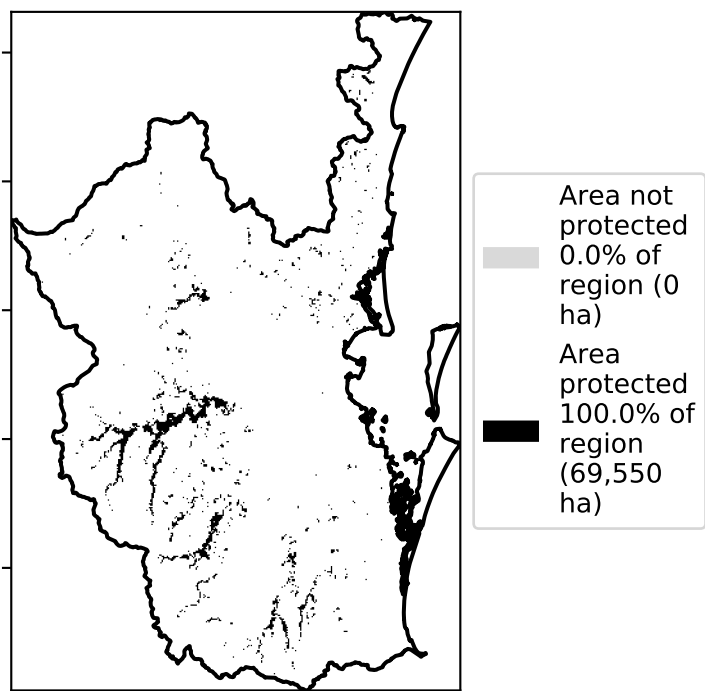 Area not
protected
0.0% of
region (0
ha)
Area
protected
100.0% of
region
(69,550
ha)